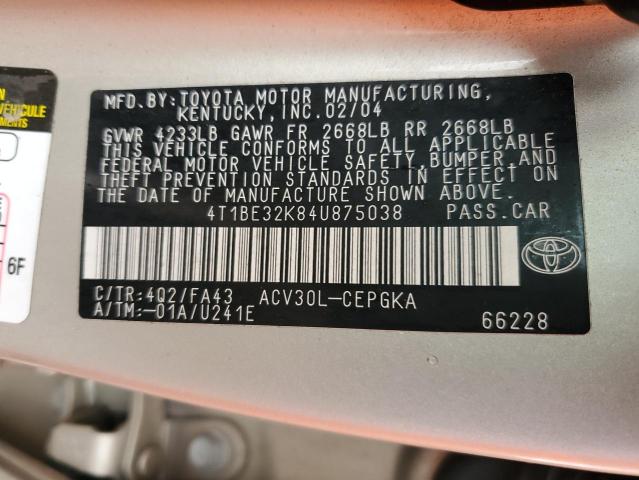 MFD.BY:TOYOTA MOTOR MANUFACTURING,
KENTUCKY, INC.02/04
GVWR 4233LB GAWR FR 2668LB RR 2668LB
THIS VEHICLE CONFORMS TO ALL APPLICABLE
FEDERAL MOTOR VEHICLE SAFETY, BUMPER,AND
THEFT PREVENTION STANDARDS IN EFFECT ON
THE DATE OF MANUFACTURE SHOWN ABOVE.
4T1BE32K84U875038 PASS.CAR
C/TR:4Q2/FA43 ACV30L-CEPGKA
A/TM:-01A/U241E
66228
VÉHICULE
6F